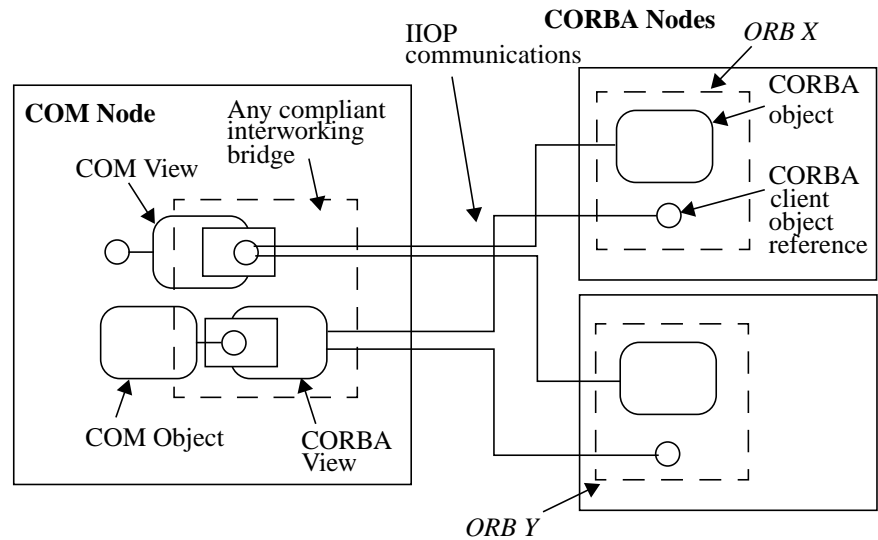 CORBA Nodes
ORB X
IIOP
communications
CORBA
object
COM Node
Any compliant
interworking
bridge
COM View
CORBA
client
object
reference
COM Object
CORBA
View
ORB Y